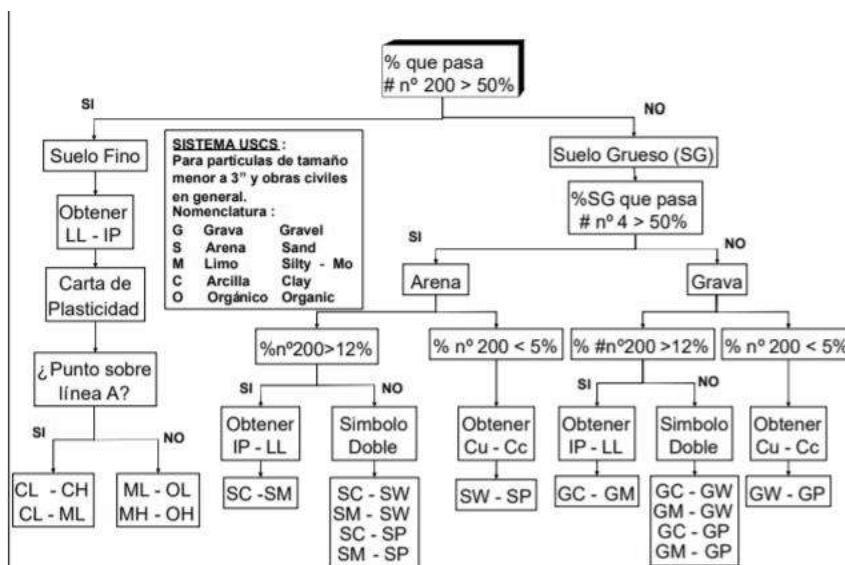 % que pasa
# nº 200 > 50%
SI
NO
Suelo Fino
SISTEMA USCS :
Para partículas de tamaño
menor a 3” y obras civiles
en general.
Nomenclatura :
G Grava Gravel
S Arena Sand
M Limo Silty - Mo
C Arcilla Clay
O Orgánico Organic
Suelo Grueso (SG)
Obtener
LL - IP
%SG que pasa
# nº 4 > 50%
SI
NO
Carta de
Plasticidad
Arena
Grava
¿Punto sobre
línea A?
%nº200>12%
% nº 200 < 5%
% #nº200 >12%
% nº 200 < 5%
SI
NO
SI
NO
SI
NO
Obtener
IP - LL
Simbolo
Doble
Obtener
Cu - Cc
Obtener
IP - LL
Simbolo
Doble
Obtener
Cu - Cc
CL - CH
CL - ML
ML - OL
MH - OH
SC -SM
SC - SW
SM - SW
SC - SP
SM - SP
SW - SP
GC - GM
GC - GW
GM - GW
GC - GP
GM - GP
GW - GP